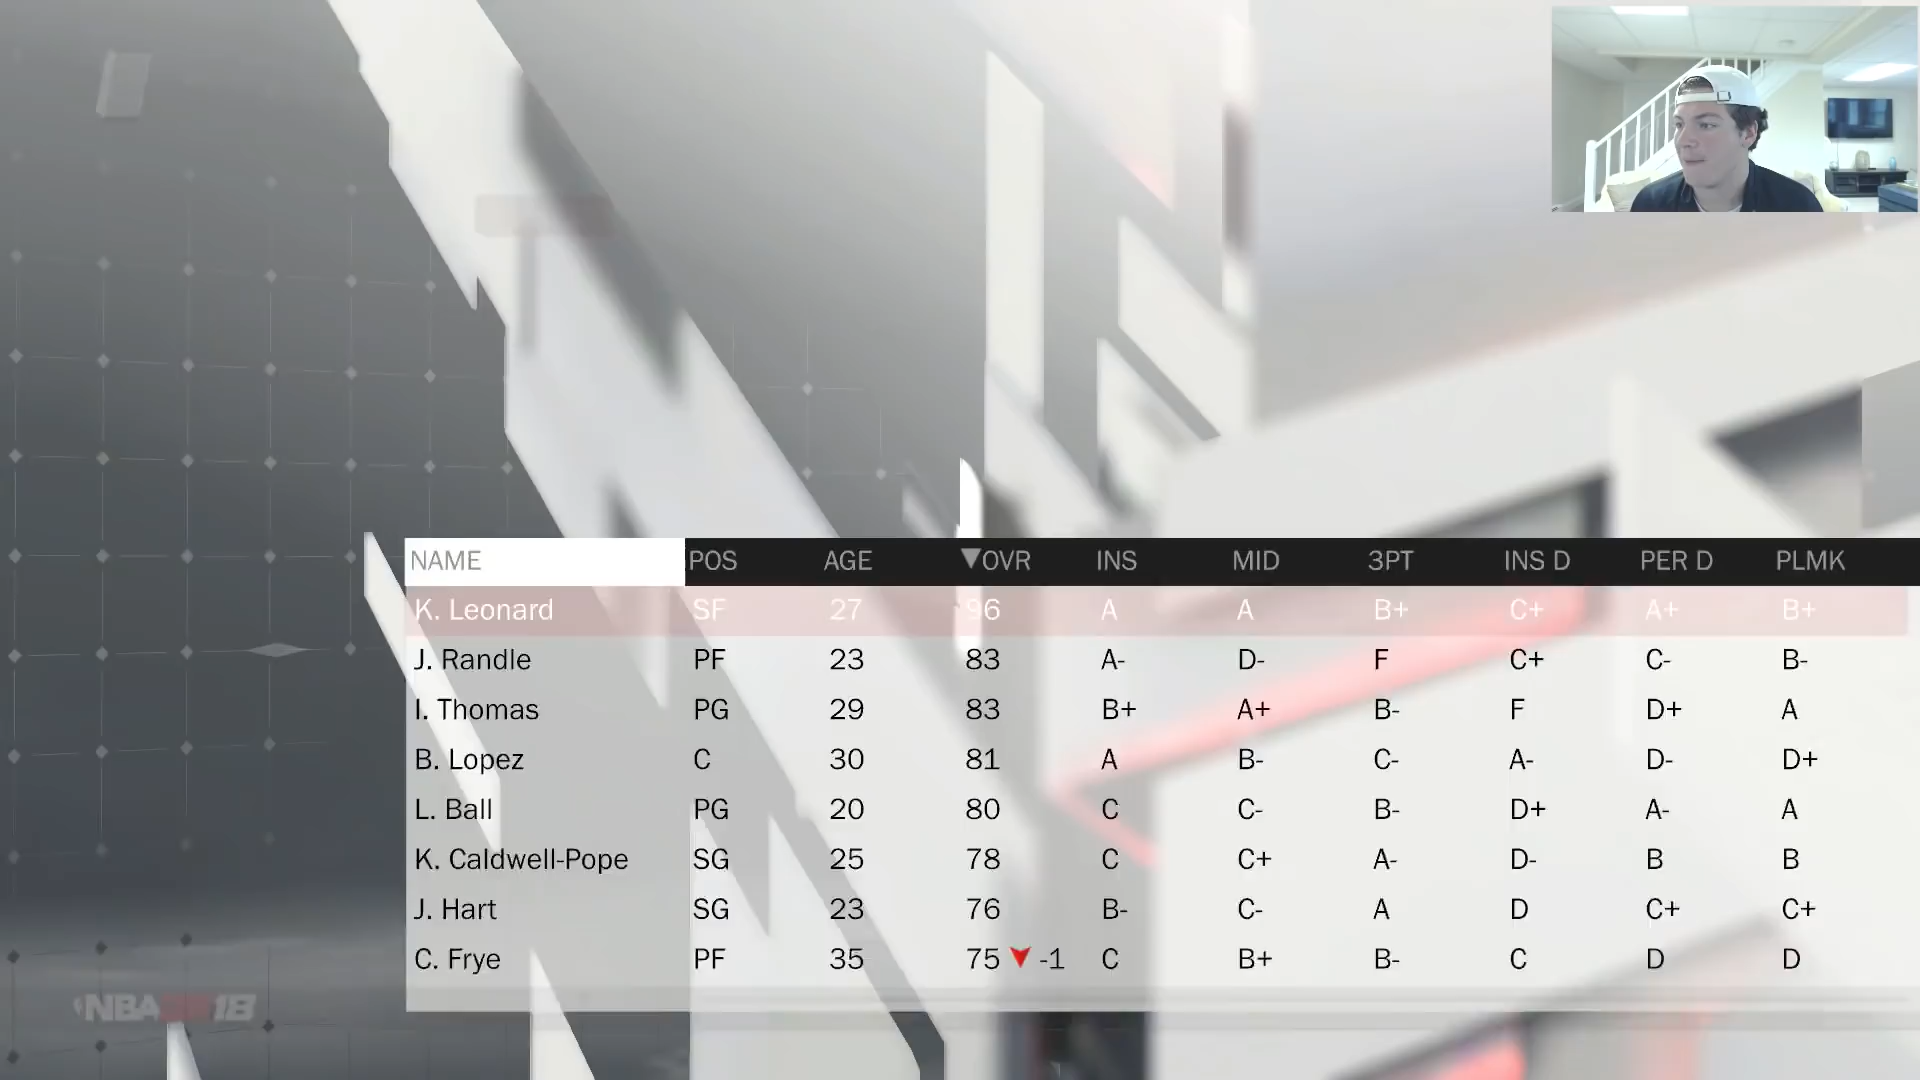 NAME POS AGE ▼OVR INS MID 3PT INS D PER D PLMK
K. Leonard SF 27 96 A A B+ C+ A+ B+
J. Randle PF 23 83 A- D- F C+ C- B-
I. Thomas PG 29 83 B+ A+ B- F D+ A
B. Lopez C 30 81 A B- C- A- D- D+
L. Ball PG 20 80 C C- B- D+ A- A
K. Caldwell-Pope SG 25 78 C C+ A- D- B B
J. Hart SG 23 76 B- C- A D C+ C+
C. Frye PF 35 75 ▼ -1 C B+ B- C D D
NBA2K18